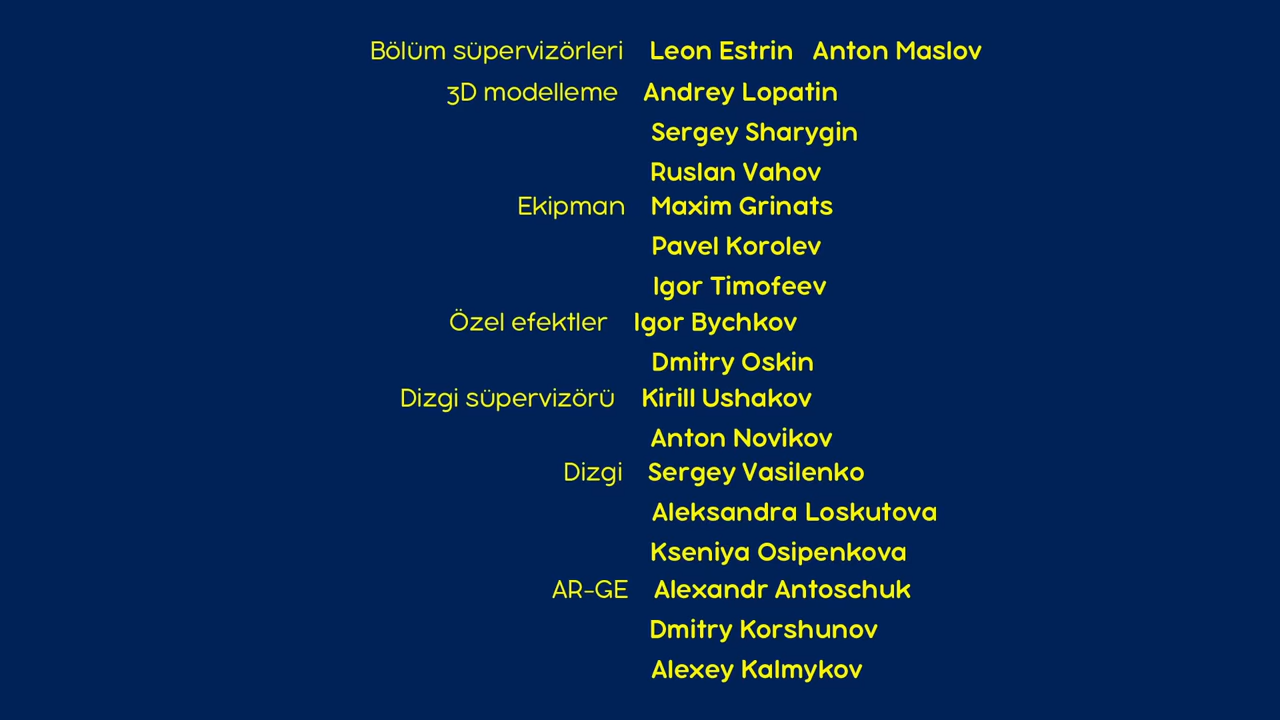 Bölüm süpervizörleri Leon Estrin Anton Maslov
3D modelleme Andrey Lopatin
Sergey Sharygin
Ruslan Vahov
Ekipman Maxim Grinats
Pavel Korolev
Igor Timofeev
Özel efektler Igor Bychkov
Dmitry Oskin
Dizgi süpervizörü Kirill Ushakov
Anton Novikov
Dizgi Sergey Vasilenko
Aleksandra Loskutova
Kseniya Osipenkova
AR-GE Alexandr Antoschuk
Dmitry Korshunov
Alexey Kalmykov